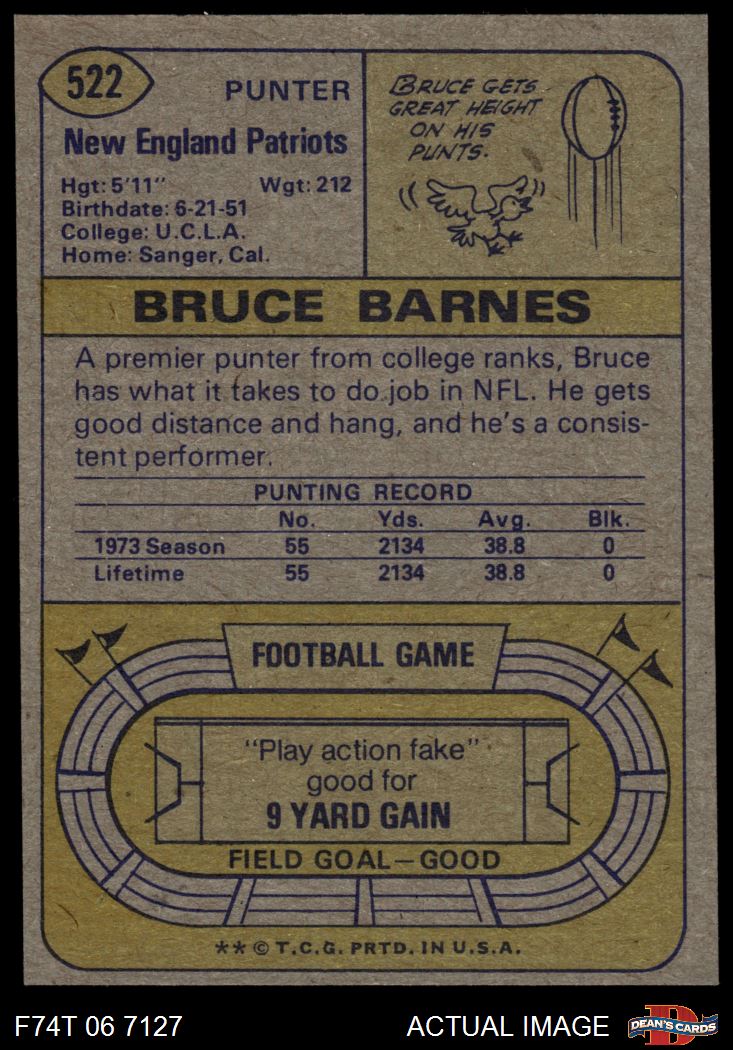 522
PUNTER
New England Patriots
Hgt: 5'11" Wgt: 212
Birthdate: 6-21-51
College: U.C.L.A.
Home: Sanger, Cal.
BRUCE GETS
GREAT HEIGHT
ON HIS
PUNTS.
BRUCE BARNES
A premier punter from college ranks, Bruce
has what it takes to do job in NFL. He gets
good distance and hang, and he's a consis-
tent performer.
PUNTING RECORD
No. Yds. Avg. Blk.
1973 Season 55 2134 38.8 0
Lifetime 55 2134 38.8 0
FOOTBALL GAME
"Play action fake"
good for
9 YARD GAIN
FIELD GOAL—GOOD
** © T.C.G. PRTD. IN U.S.A.
F74T 06 7127 ACTUAL IMAGE
D
DEAN'S CARDS